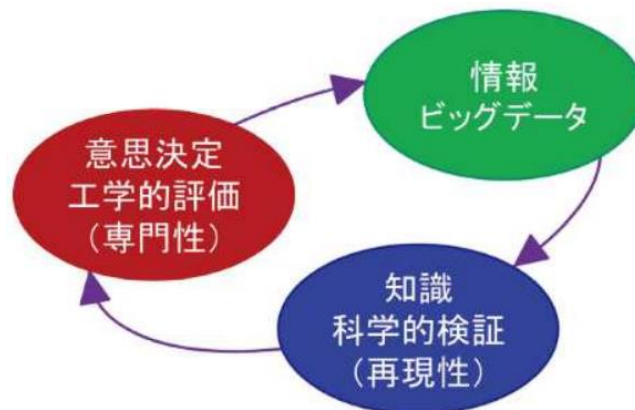 情報
ビッグデータ
意思決定
工学的評価
（専門性）
知識
科学的検証
（再現性）